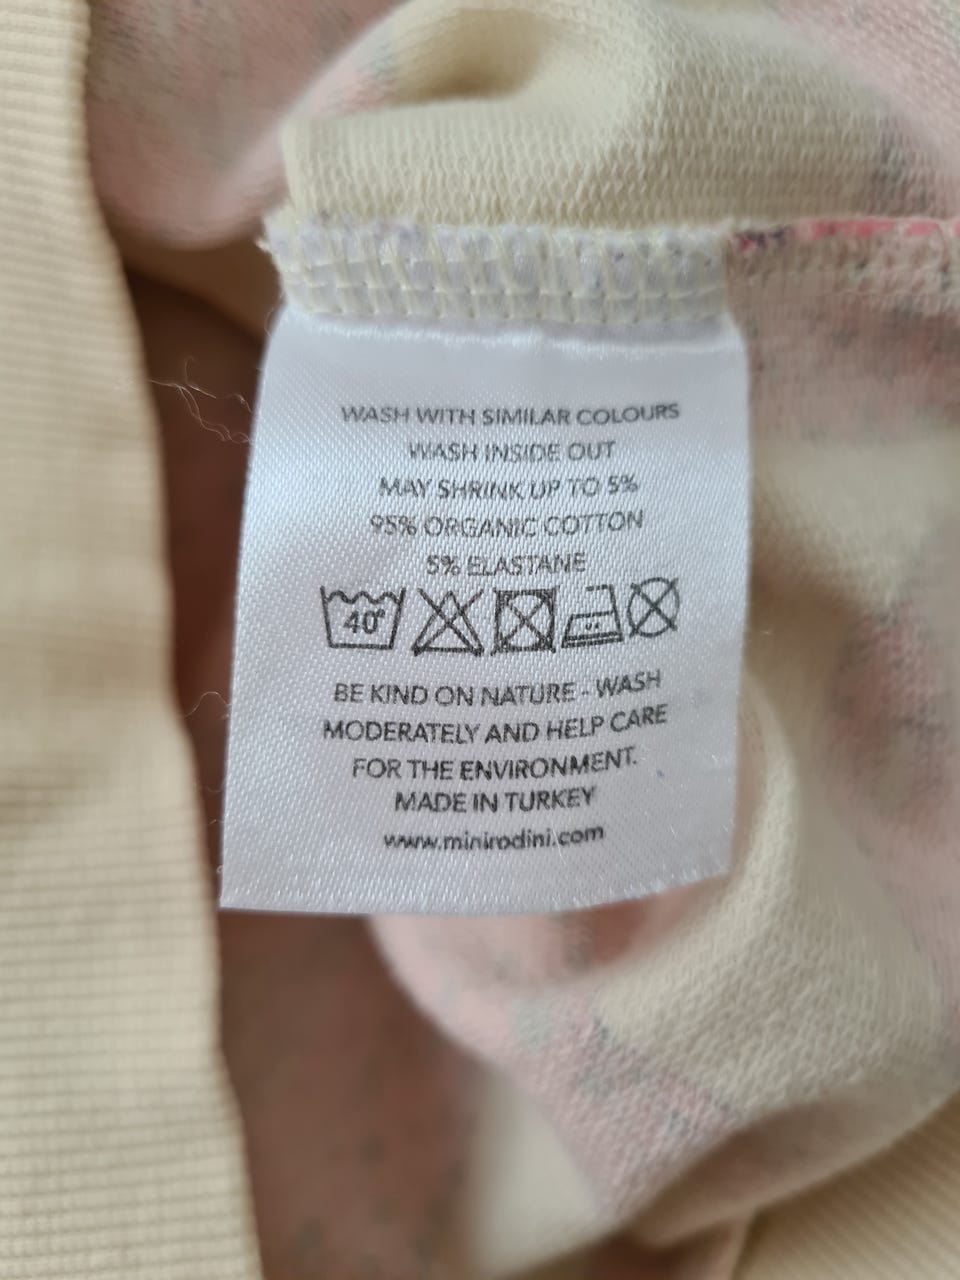 WASH WITH SIMILAR COLOURS
WASH INSIDE OUT
MAY SHRINK UP TO 5%
95% ORGANIC COTTON
5% ELASTANE
40°
BE KIND ON NATURE - WASH
MODERATELY AND HELP CARE
FOR THE ENVIRONMENT.
MADE IN TURKEY
www.minirodini.com